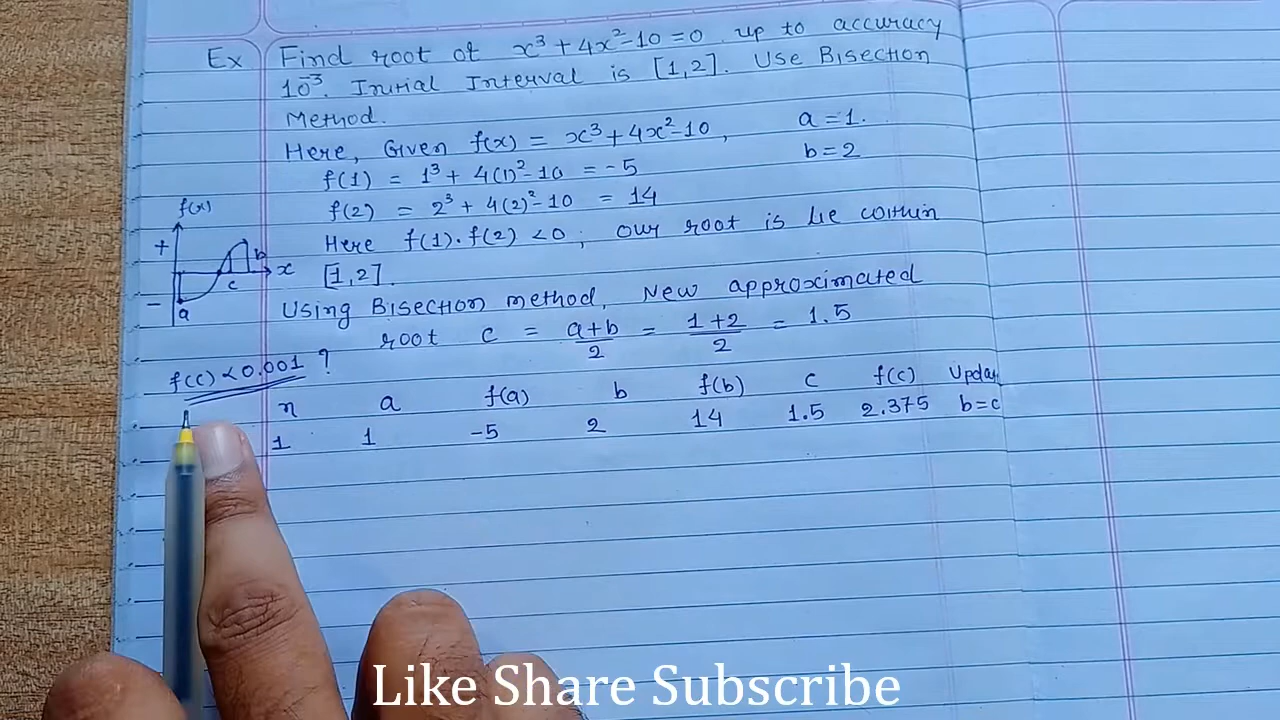 Ex Find root of x³ + 4x² - 10 = 0 up to accuracy
10⁻³. Initial Interval is [1,2]. Use Bisection
Method.
Here, Given f(x) = x³ + 4x² - 10, a = 1.
f(1) = 1³ + 4(1)² - 10 = -5 b = 2
f(2) = 2³ + 4(2)² - 10 = 14
Here f(1).f(2) < 0; our root is lie within
[1,2].
f(x)
+
b
x
c
-
a
Using Bisection method, New approximated
root c = a+b/2 = 1+2/2 = 1.5
f(c) < 0.001 ?
n a f(a) b f(b) c f(c) Updat
1 1 -5 2 14 1.5 2.375 b=c
Like Share Subscribe